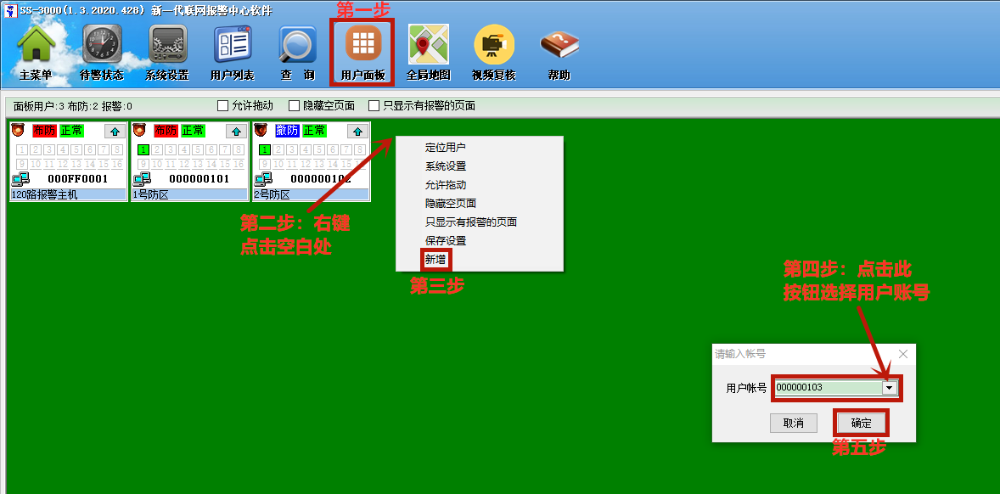 SS-3000(1.3.2020.428) 新一代联网报警中心软件
第一步
主菜单 待警状态 系统设置 用户列表 查 询 用户面板 全局地图 视频复核 帮助
面板用户:3 布防:2 报警:0 允许拖动 隐藏空页面 只显示有报警的页面
布防 正常
1 2 3 4 5 6 7 8
9 10 11 12 13 14 15 16
000FF0001
120路报警主机
布防 正常
1 2 3 4 5 6 7 8
9 10 11 12 13 14 15 16
000000101
1号防区
撤防 正常
1 2 3 4 5 6 7 8
9 10 11 12 13 14 15 16
000000102
2号防区
第二步：右键
点击空白处
定位用户
系统设置
允许拖动
隐藏空页面
只显示有报警的页面
保存设置
新增
第三步
第四步：点击此
按钮选择用户账号
请输入帐号
用户帐号 000000103
取消 确定
第五步